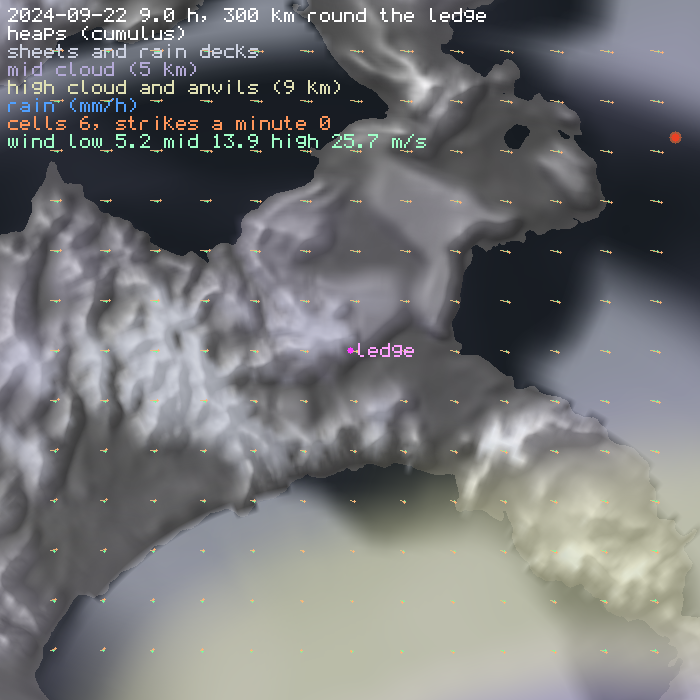 2024-09-22 9.0 h, 300 km round the ledge
heaps (cumulus)
sheets and rain decks
mid cloud (5 km)
high cloud and anvils (9 km)
rain (mm/h)
cells 6, strikes a minute 0
wind low 5.2 mid 13.9 high 25.7 m/s
ledge